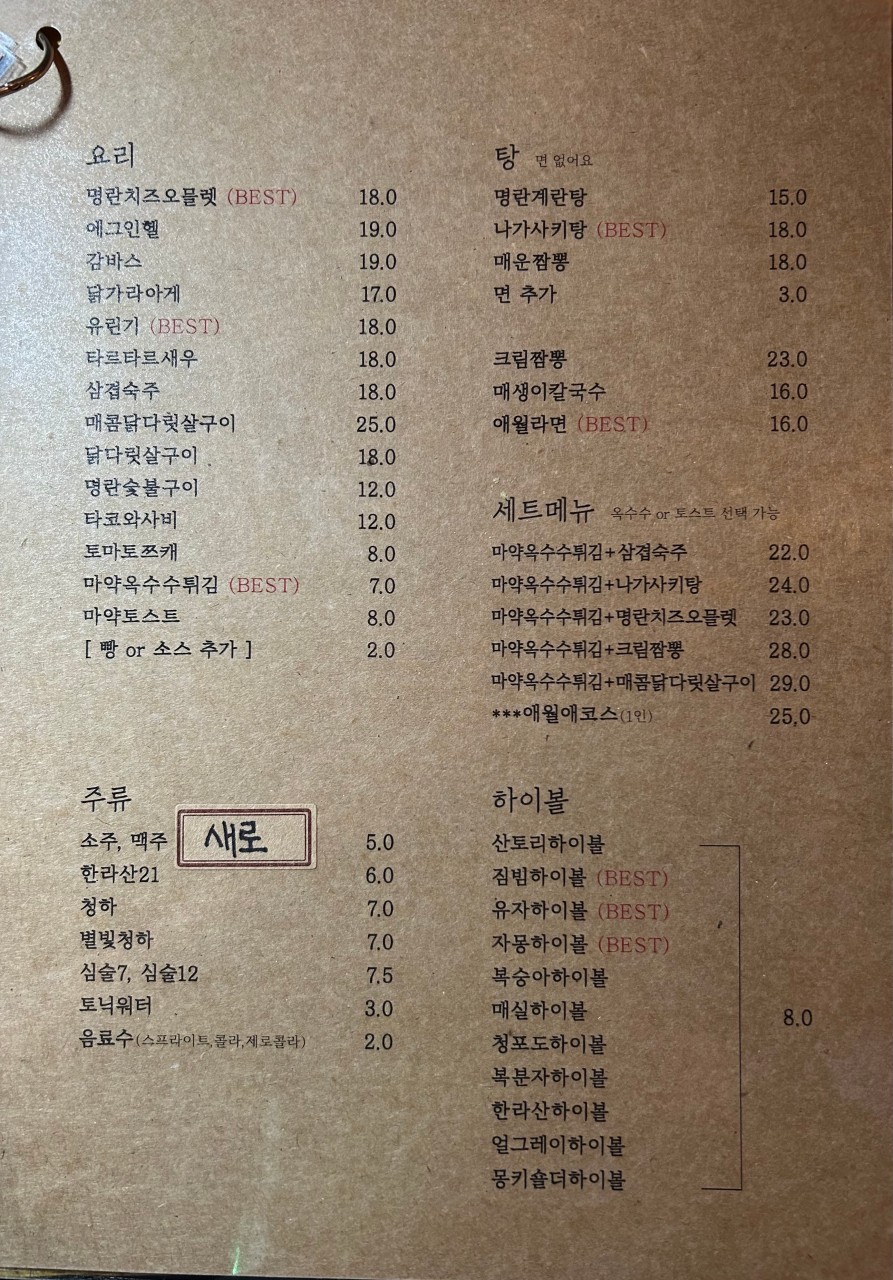 요리
명란치즈오믈렛 (BEST) 18.0
에그인헬 19.0
감바스 19.0
닭가라아게 17.0
유린기 (BEST) 18.0
타르타르새우 18.0
삼겹숙주 18.0
매콤닭다릿살구이 25.0
닭다릿살구이 18.0
명란숯불구이 12.0
타코와사비 12.0
토마토쯔캐 8.0
마약옥수수튀김 (BEST) 7.0
마약토스트 8.0
[ 빵 or 소스 추가 ] 2.0
탕 면 없어요
명란계란탕 15.0
나가사키탕 (BEST) 18.0
매운짬뽕 18.0
면 추가 3.0
크림짬뽕 23.0
매생이칼국수 16.0
애월라면 (BEST) 16.0
세트메뉴 옥수수 or 토스트 선택 가능
마약옥수수튀김+삼겹숙주 22.0
마약옥수수튀김+나가사키탕 24.0
마약옥수수튀김+명란치즈오믈렛 23.0
마약옥수수튀김+크림짬뽕 28.0
마약옥수수튀김+매콤닭다릿살구이 29.0
***애월애코스(1인) 25.0
주류
소주, 맥주 새로 5.0
한라산21 6.0
청하 7.0
별빛청하 7.0
심술7, 심술12 7.5
토닉워터 3.0
음료수(스프라이트,콜라,제로콜라) 2.0
하이볼
산토리하이볼
짐빔하이볼 (BEST)
유자하이볼 (BEST)
자몽하이볼 (BEST)
복숭아하이볼
매실하이볼
청포도하이볼
복분자하이볼
한라산하이볼
얼그레이하이볼
몽키숄더하이볼
8.0